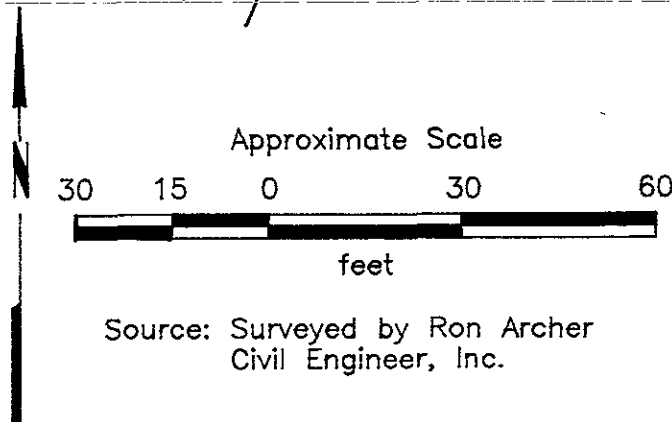 Approximate Scale
N
30 15 0 30 60
feet
Source: Surveyed by Ron Archer
Civil Engineer, Inc.